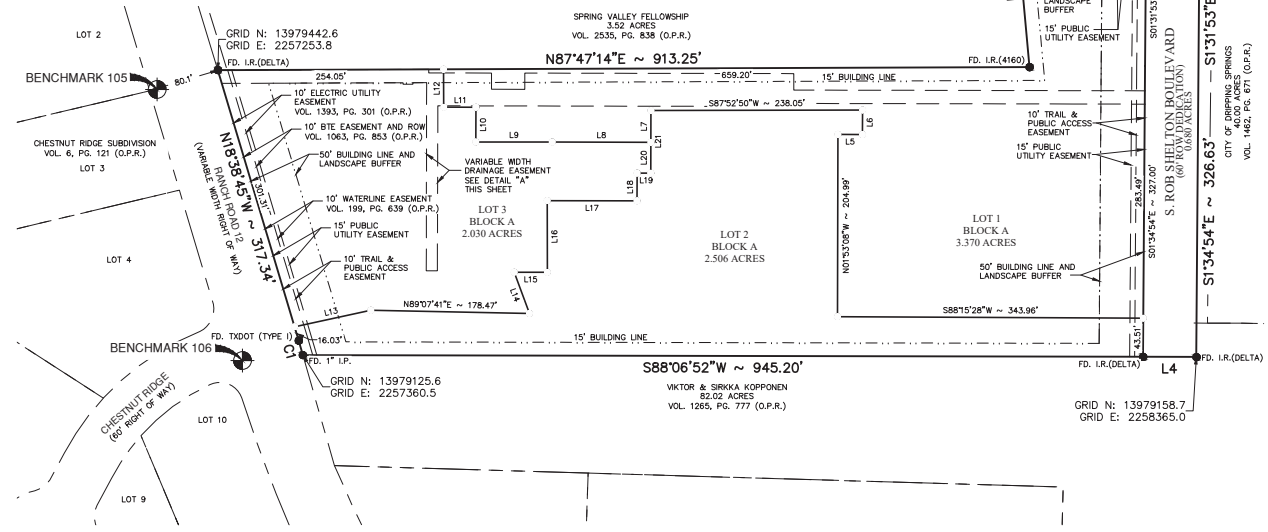 LOT 2
SPRING VALLEY FELLOWSHIP
3.52 ACRES
VOL. 2535, PG. 838 (O.P.R.)
LANDSCAPE
BUFFER
15' PUBLIC
UTILITY EASEMENT
S01°31'53"
S1°31'53"E
GRID N: 13979442.6
GRID E: 2257253.8
FD. I.R.(DELTA)
N87°47'14"E ~ 913.25'
FD. I.R.(4160)
BENCHMARK 105
80.1'
254.05'
659.20'
15' BUILDING LINE
10' ELECTRIC UTILITY
EASEMENT
VOL. 1393, PG. 301 (O.P.R.)
L12
L11
S87°52'50"W ~ 238.05'
L10
L9
L8
L7
L21
L6
L5
10' BTE EASEMENT AND ROW
VOL. 1063, PG. 853 (O.P.R.)
CHESTNUT RIDGE SUBDIVISION
VOL. 6, PG. 121 (O.P.R.)
LOT 3
50' BUILDING LINE AND
LANDSCAPE BUFFER
VARIABLE WIDTH
DRAINAGE EASEMENT
SEE DETAIL "A"
THIS SHEET
L20
L19
L18
L17
L16
10' TRAIL &
PUBLIC ACCESS
EASEMENT
15' PUBLIC
UTILITY EASEMENT
S. ROB SHELTON BOULEVARD
(60' ROW DEDICATION)
0.680 ACRES
CITY OF DRIPPING SPRINGS
40.00 ACRES
VOL. 1462, PG. 671 (O.P.R.)
N18°38'45"W ~ 317.34'
RANCH ROAD 12
(VARIABLE WIDTH RIGHT OF WAY)
301.31'
10' WATERLINE EASEMENT
VOL. 199, PG. 639 (O.P.R.)
15' PUBLIC
UTILITY EASEMENT
10' TRAIL &
PUBLIC ACCESS
EASEMENT
LOT 3
BLOCK A
2.030 ACRES
LOT 2
BLOCK A
2.506 ACRES
LOT 1
BLOCK A
3.370 ACRES
N01°53'08"W ~ 204.99'
283.49'
S01°34'54"E ~ 327.00'
S1°34'54"E ~ 326.63'
LOT 4
L15
L14
50' BUILDING LINE AND
LANDSCAPE BUFFER
L13
N89°07'41"E ~ 178.47'
S88°15'28"W ~ 343.96'
FD. TXDOT (TYPE I)
16.03'
15' BUILDING LINE
43.51'
BENCHMARK 106
C1
FD. 1" I.P.
S88°06'52"W ~ 945.20'
FD. I.R.(DELTA)
L4
FD. I.R.(DELTA)
GRID N: 13979125.6
GRID E: 2257360.5
VIKTOR & SIRKKA KOPPONEN
82.02 ACRES
VOL. 1265, PG. 777 (O.P.R.)
GRID N: 13979158.7
GRID E: 2258365.0
CHESTNUT RIDGE
(60' RIGHT OF WAY)
LOT 10
LOT 9